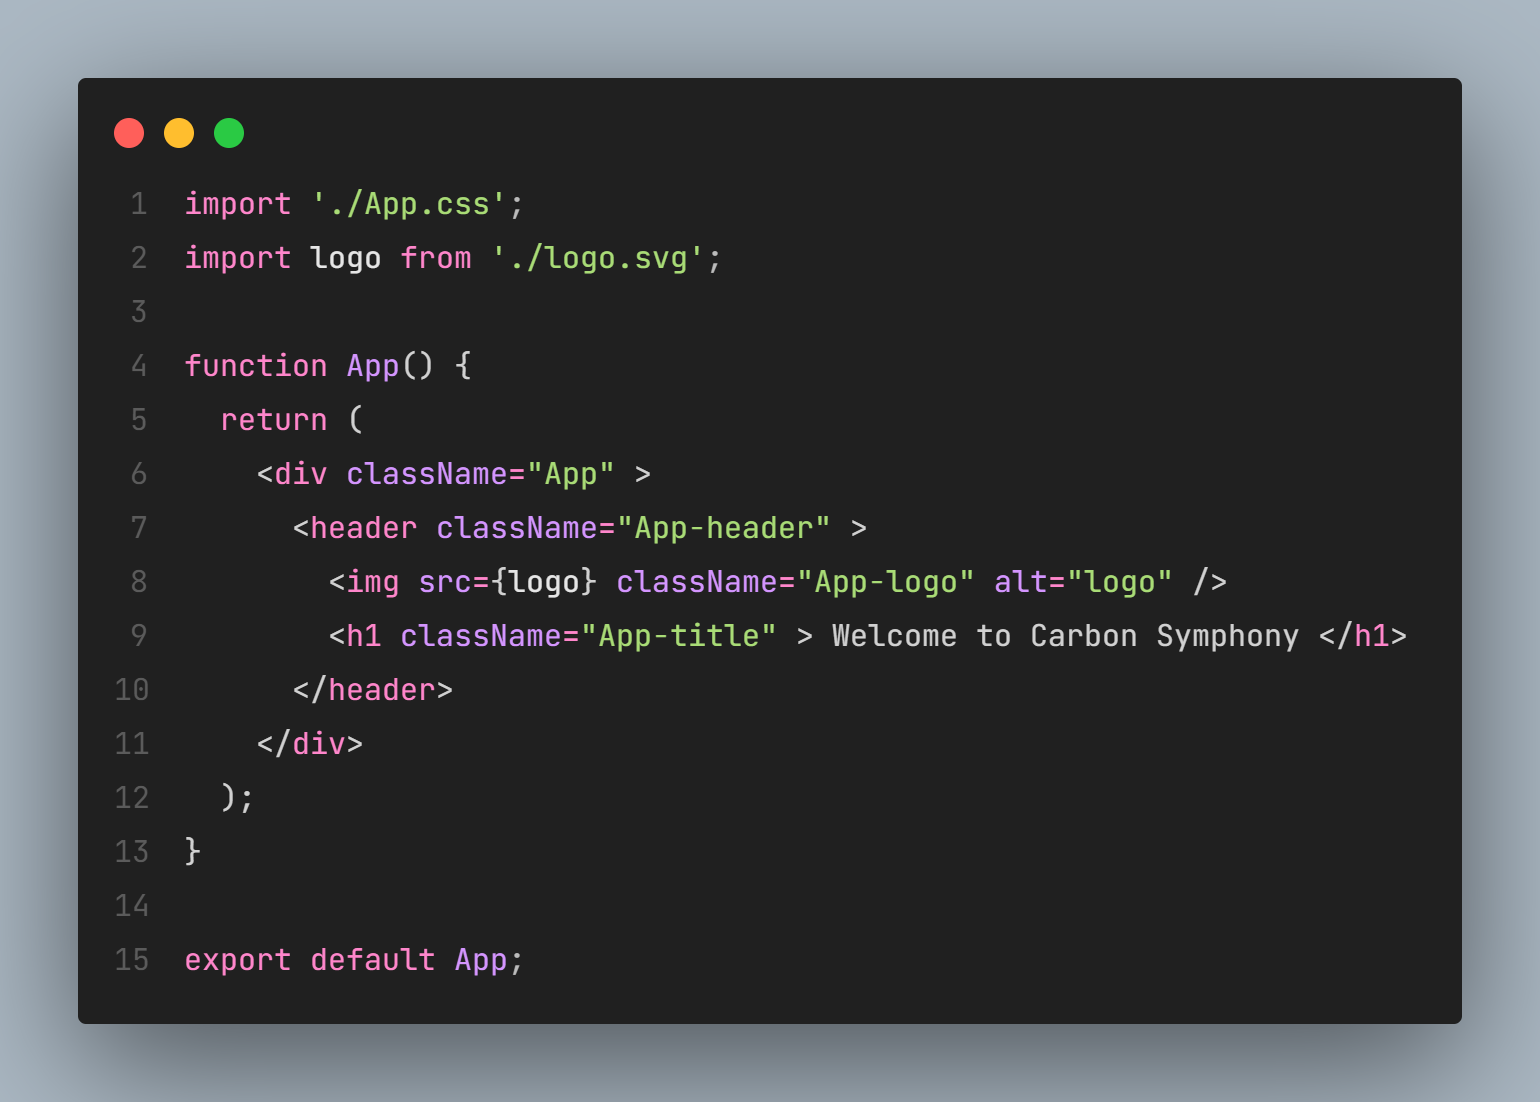 1 import './App.css';
2 import logo from './logo.svg';
3
4 function App() {
5   return (
6     <div className="App" >
7       <header className="App-header" >
8         <img src={logo} className="App-logo" alt="logo" />
9         <h1 className="App-title" > Welcome to Carbon Symphony </h1>
10       </header>
11     </div>
12   );
13 }
14
15 export default App;